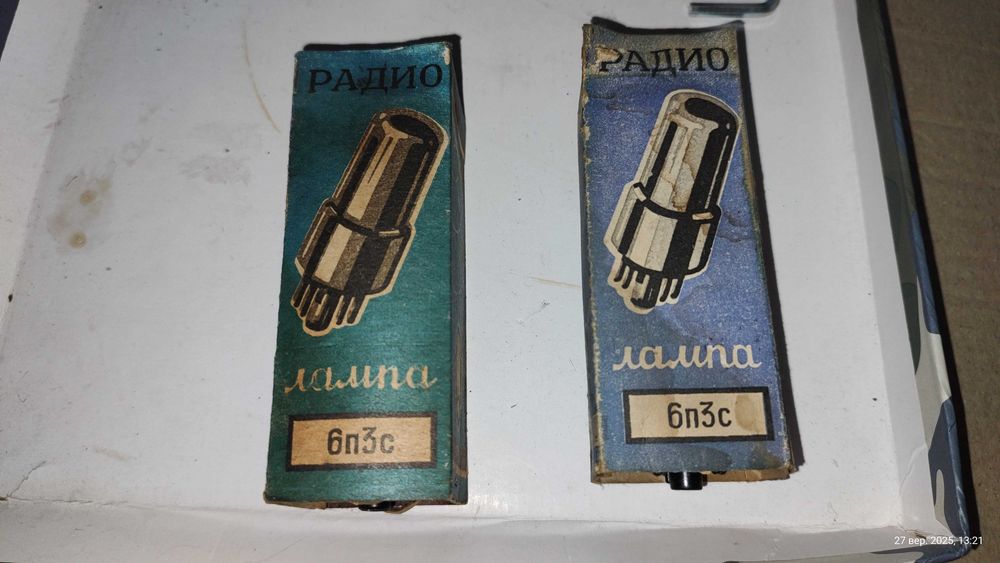 РАДИО
лампа
6п3с
РАДИО
лампа
6п3с
27 вер. 2025, 13:21